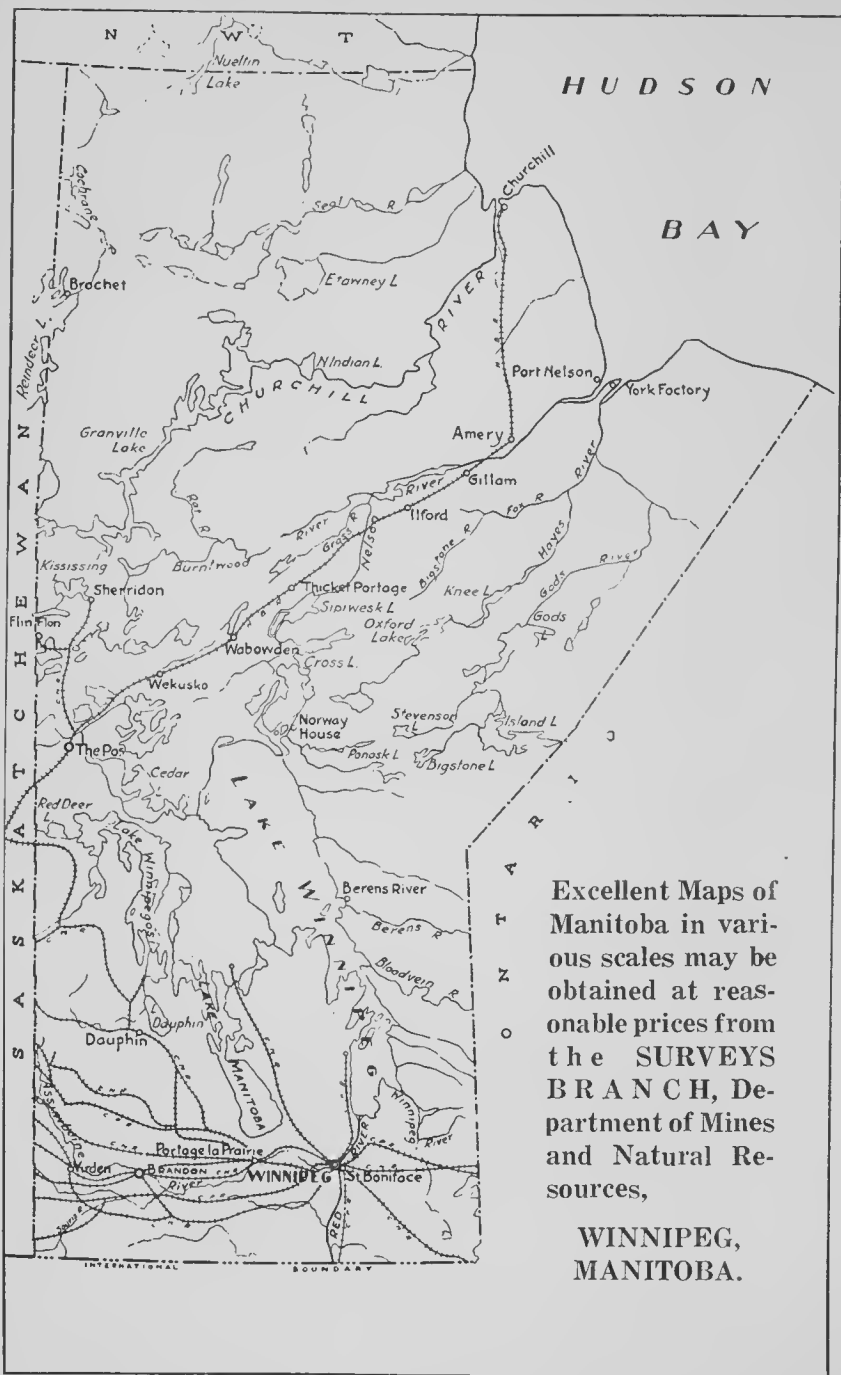 N W T
Nueltin
Lake
HUDSON
BAY
Churchill
Cochrane
Seal R
Etawney L
Brochet
Reindeer L.
RIVER
N Indian L.
CHURCHILL
Port Nelson
York Factory
Granville
Lake
Amery
Gillam
River
Rat R
Ilford
Fox R
River
River
Grass R
Nelson
Bigstone R
Hayes
Kississing
Burntwood
Gods
River
Sherridon
Thicket Portage
Knee L
Sipiwesk L
Oxford
Lake
Gods
Flin Flon
Wabowden
Cross L.
Wekusko
Norway
House
Stevenson
L
Island L
The Pas
Ponask L
Bigstone L
Cedar
Red Deer
L
Lake
Winnipegosis
LAKE WINNIPEG
Berens River
Berens R
Bloodvein R
SASKATCHEWAN
ONTARIO
LAKE
MANITOBA
L
Dauphin
Dauphin
C N R
Assiniboine
Winnipeg
River
Portage la Prairie
RIVER
Virden
BRANDON
C N R
WINNIPEG
St Boniface
River
Souris
RED
INTERNATIONAL BOUNDARY
Excellent Maps of
Manitoba in vari-
ous scales may be
obtained at reas-
onable prices from
the SURVEYS
BRANCH, De-
partment of Mines
and Natural Re-
sources,
WINNIPEG,
MANITOBA.